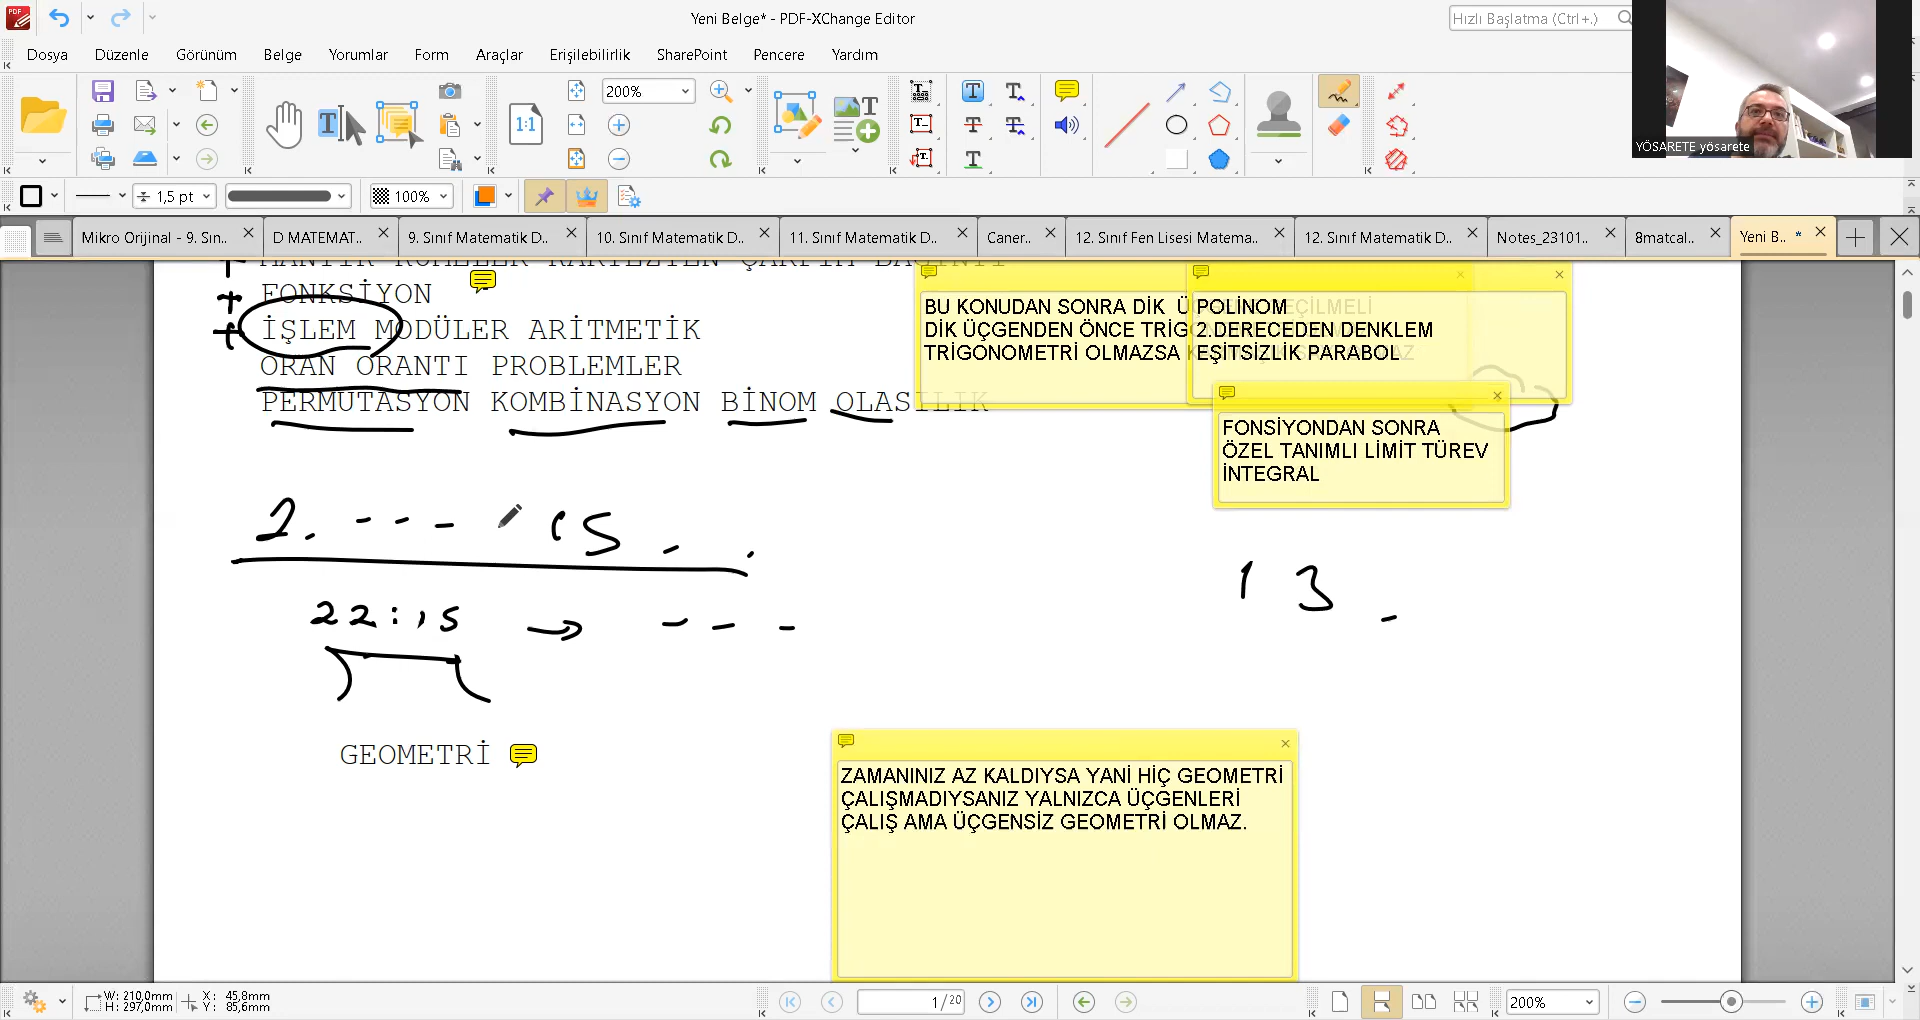 Yeni Belge* - PDF-XChange Editor
Hızlı Başlatma (Ctrl+.)
Dosya Düzenle Görünüm Belge Yorumlar Form Araçlar Erişilebilirlik SharePoint Pencere Yardım
200%
1:1
YÖSARETE yösarete
1,5 pt
100%
Mikro Orijinal - 9. Sın..
D MATEMAT..
9. Sınıf Matematik D..
10. Sınıf Matematik D..
11. Sınıf Matematik D..
Caner..
12. Sınıf Fen Lisesi Matema..
12. Sınıf Matematik D..
Notes_23101..
8matcal..
Yeni B.. *
FONKSİYON
İŞLEM MODÜLER ARİTMETİK
ORAN ORANTI PROBLEMLER
PERMUTASYON KOMBİNASYON BİNOM OLASILIK
BU KONUDAN SONRA DİK
DİK ÜÇGENDEN ÖNCE
TRİGONOMETRİ OLMAZSA
POLİNOM
2.DERECEDEN DENKLEM
EŞİTSİZLİK PARABOL
FONSİYONDAN SONRA
ÖZEL TANIMLI LİMİT TÜREV
İNTEGRAL
2. - - - 15 - .
22:15 → - - -
1 3 -
GEOMETRİ
ZAMANINIZ AZ KALDIYSA YANİ HİÇ GEOMETRİ
ÇALIŞMADIYSANIZ YALNIZCA ÜÇGENLERİ
ÇALIŞ AMA ÜÇGENSİZ GEOMETRİ OLMAZ.
W: 210,0mm
H: 297,0mm
X: 45,8mm
Y: 85,6mm
1 / 20
200%